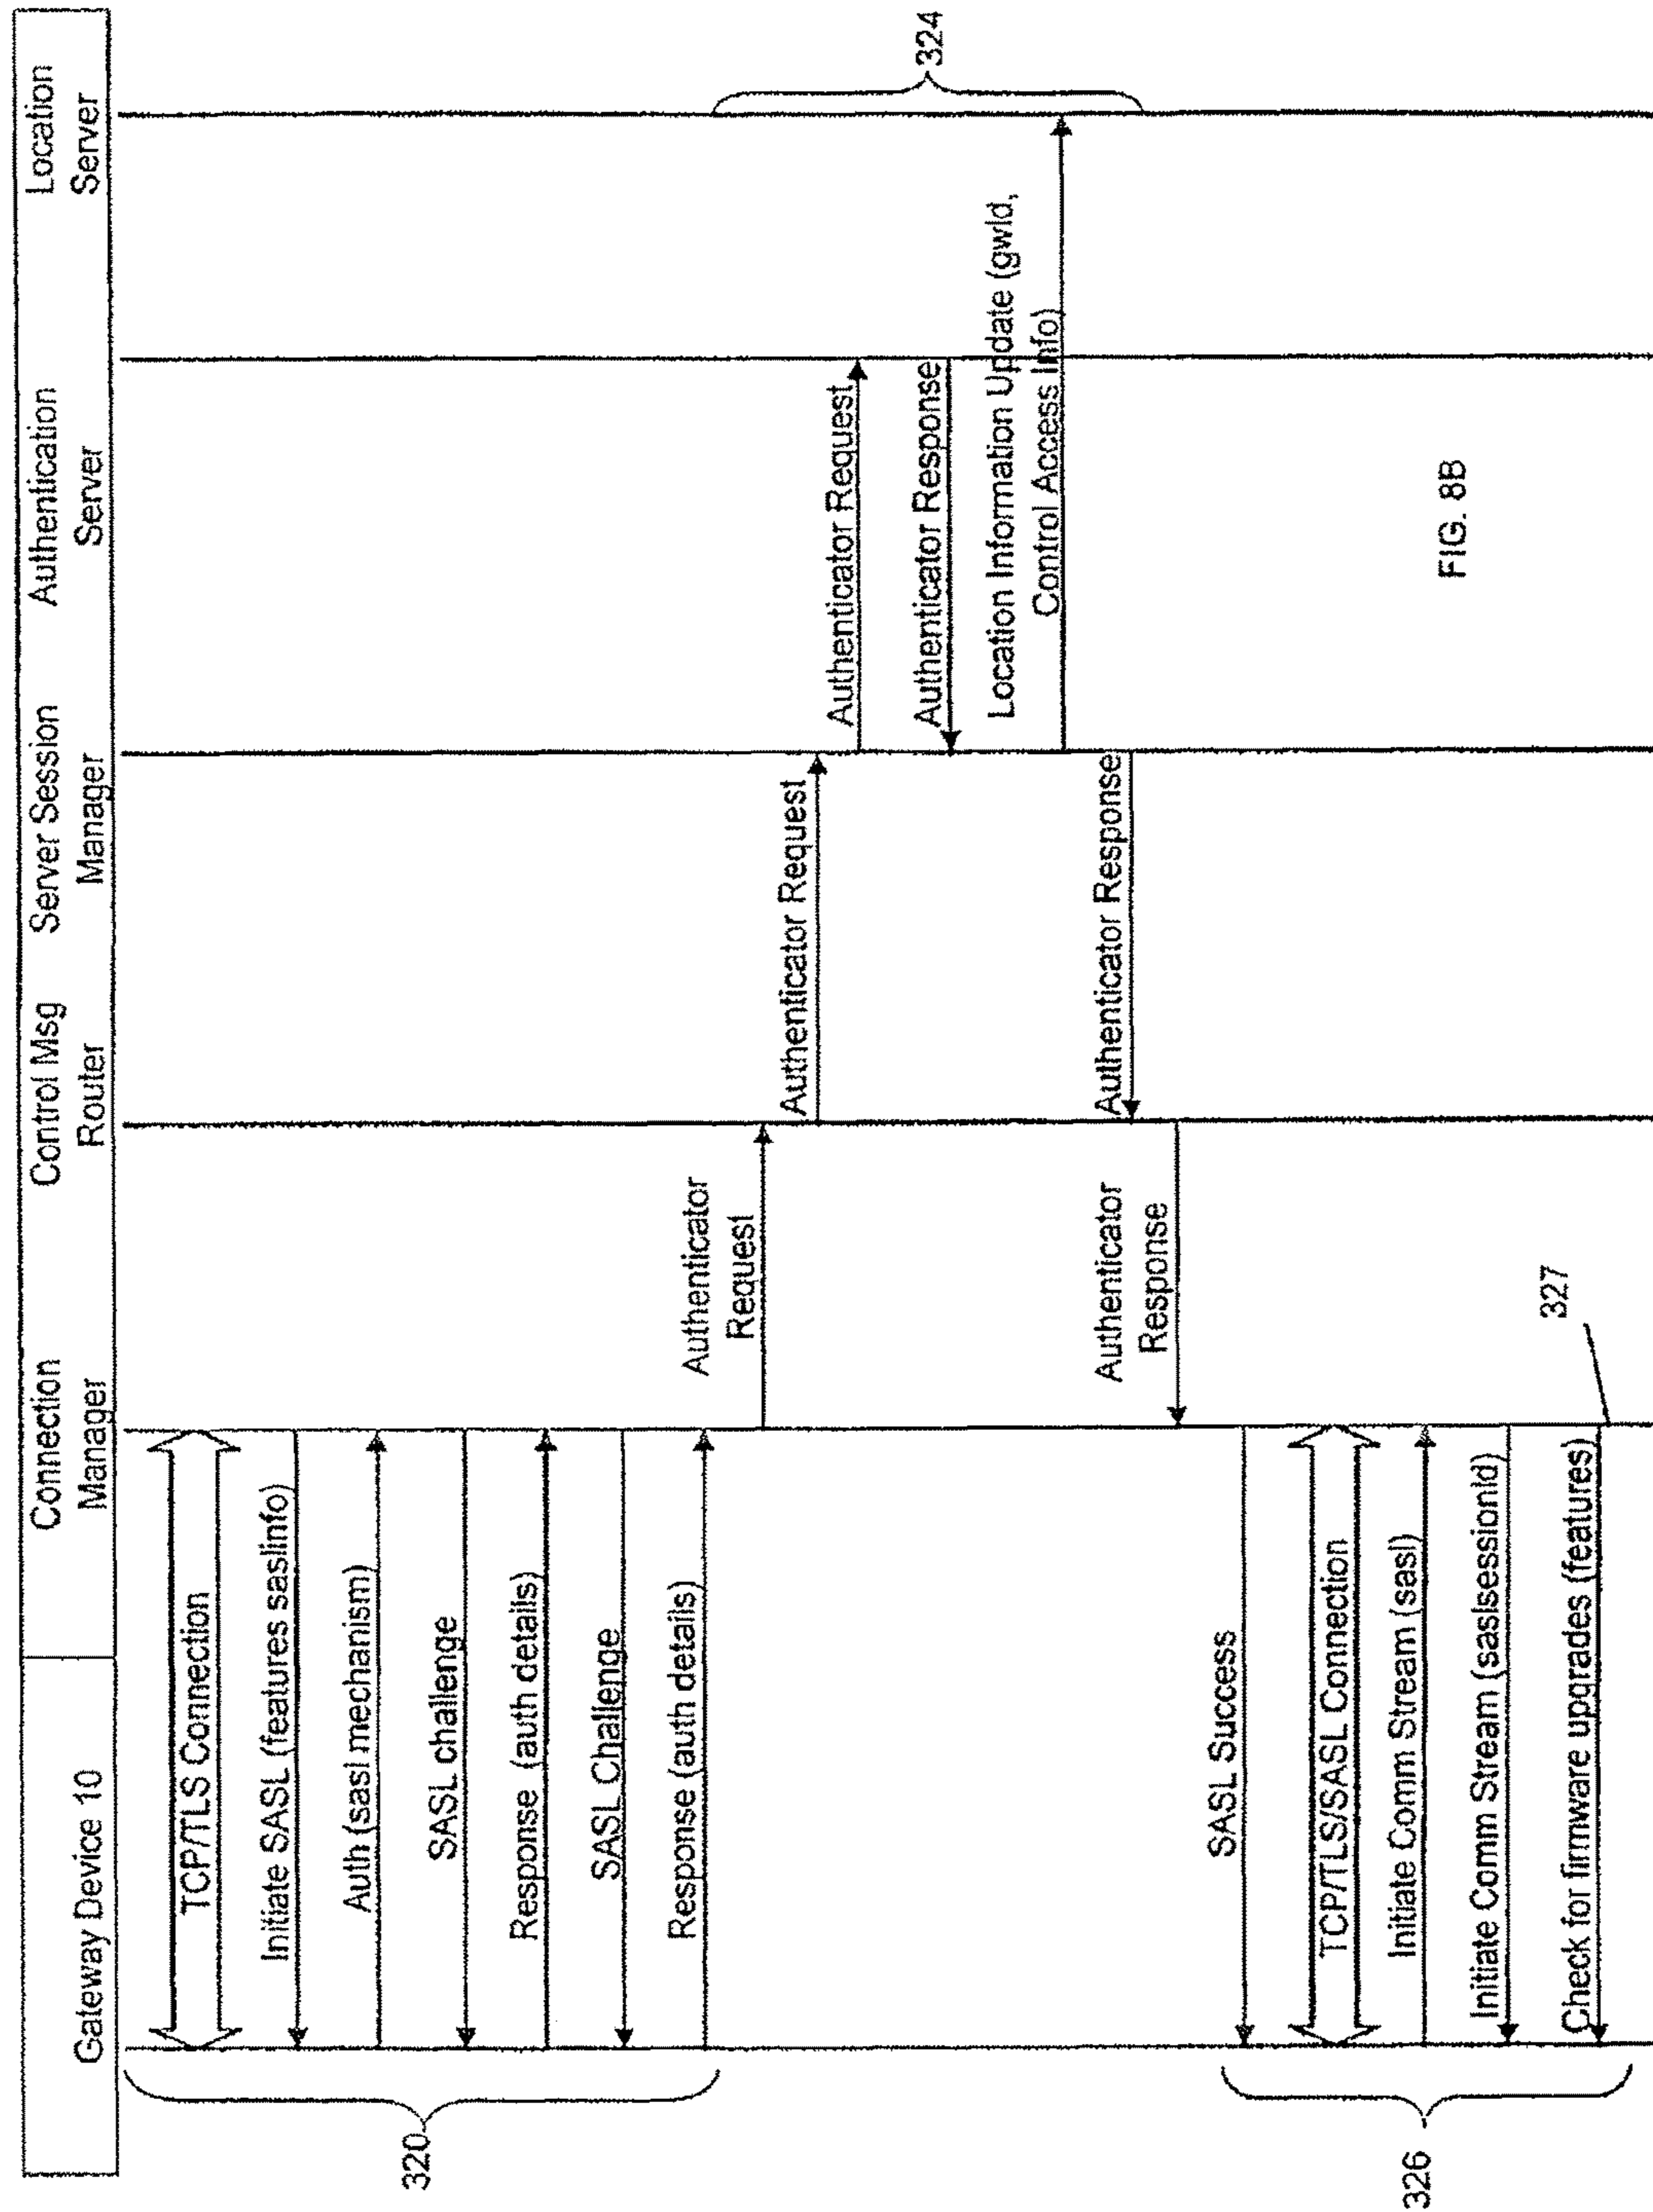 Gateway Device 10
Connection
Manager
Control Msg
Router
Server Session
Manager
Authentication
Server
Location
Server
TCP/TLS Connection
Initiate SASL (features saslinfo)
Auth (sasl mechanism)
SASL challenge
Response (auth details)
SASL Challenge
Response (auth details)
320
Authenticator
Request
Authenticator Request
Authenticator Request
Authenticator Response
Location Information Update (gwId,
Control Access Info)
324
Authenticator Response
Authenticator
Response
SASL Success
TCP/TLS/SASL Connection
Initiate Comm Stream (sasl)
Initiate Comm Stream (saslsessionId)
Check for firmware upgrades (features)
326
327
FIG. 8B